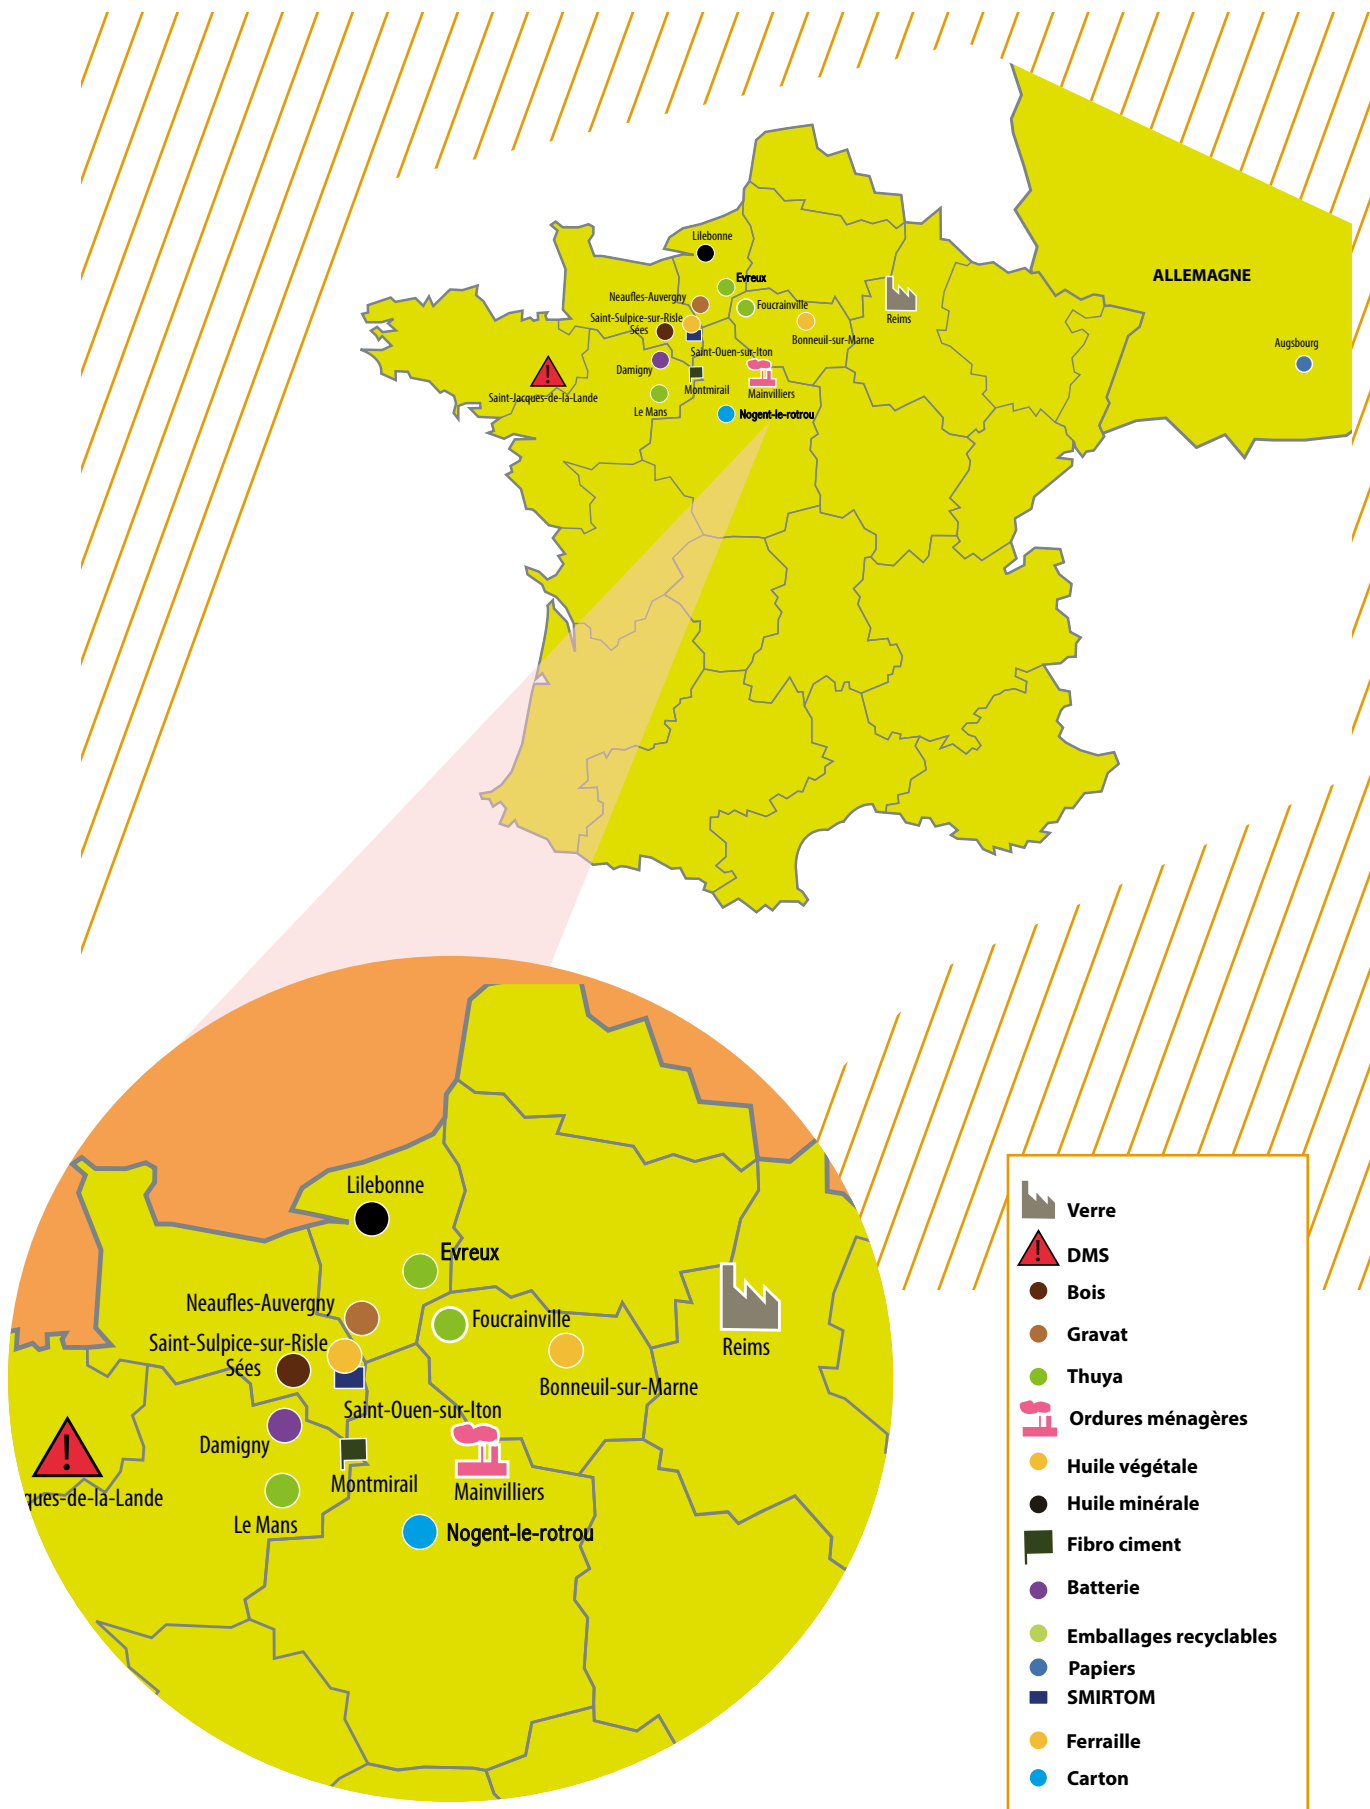 Lilebonne
ALLEMAGNE
Evreux
Neaufles-Auvergny
Foucrainville
Saint-Sulpice-sur-Risle
Reims
Sées
Bonneuil-sur-Marne
Augsbourg
Saint-Ouen-sur-Iton
Damigny
Montmirail
Mainvilliers
Saint-Jacques-de-la-Lande
Le Mans
Nogent-le-rotrou
Lilebonne
Evreux
Neaufles-Auvergny
Foucrainville
Saint-Sulpice-sur-Risle
Reims
Sées
Bonneuil-sur-Marne
Saint-Ouen-sur-Iton
Damigny
Montmirail
Mainvilliers
ques-de-la-Lande
Le Mans
Nogent-le-rotrou
Verre
DMS
Bois
Gravat
Thuya
Ordures ménagères
Huile végétale
Huile minérale
Fibro ciment
Batterie
Emballages recyclables
Papiers
SMIRTOM
Ferraille
Carton